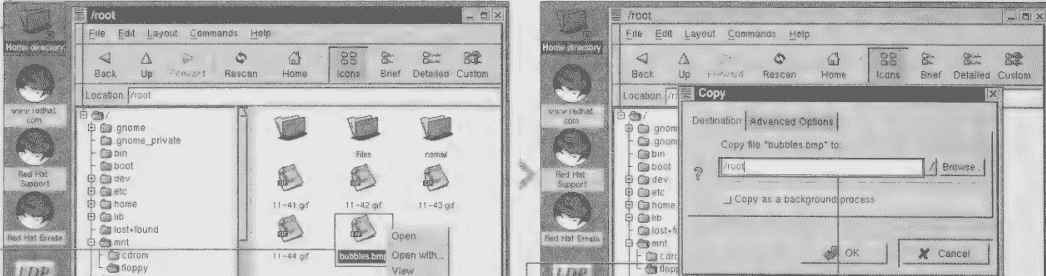 /root
File Edit Layout Commands Help
Back Up Forward Rescan Home Icons Brief Detailed Custom
Location: /root
Home directory
www redhat com
Red Hat Support
Red Hat Errata
LDP
/
.gnome
.gnome_private
bin
boot
dev
etc
home
lib
lost+found
mnt
cdrom
floppy
Files nsmail
11-41 gif 11-42 gif 11-43 gif
11-44 gif bubbles.bmp
Open
Open with...
View
/root
File Edit Layout Commands Help
Back Up Rescan Home Icons Brief Detailed Custom
Location: /r
Home directory
www redhat com
Red Hat Support
Red Hat Errata
LDP
/
.gnom
.gnom
bin
boot
dev
etc
home
lib
lost+f
mnt
cdrom
flopp
Copy
Destination Advanced Options
Copy file "bubbles.bmp" to:
/root / Browse...
Copy as a background process
OK Cancel